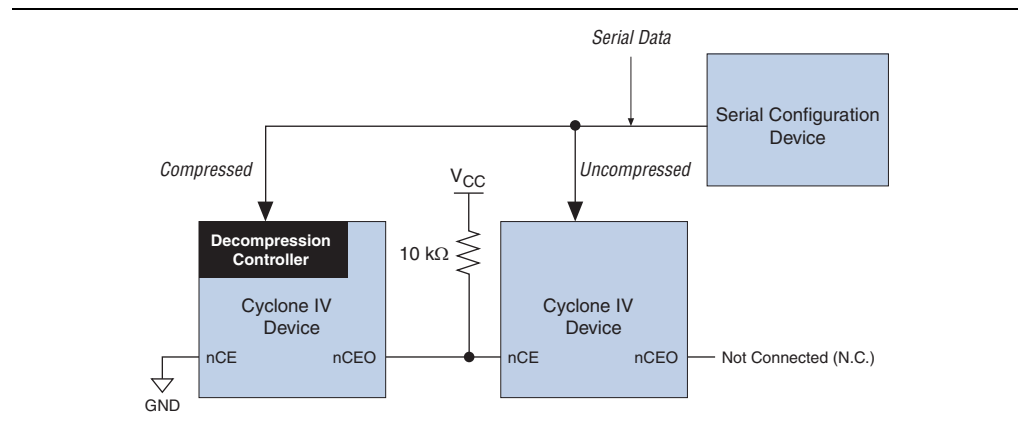 Serial Data
Serial Configuration
Device
Compressed
Uncompressed
VCC
10 kΩ
Decompression
Controller
Cyclone IV
Device
nCE
nCEO
GND
Cyclone IV
Device
nCE
nCEO
Not Connected (N.C.)